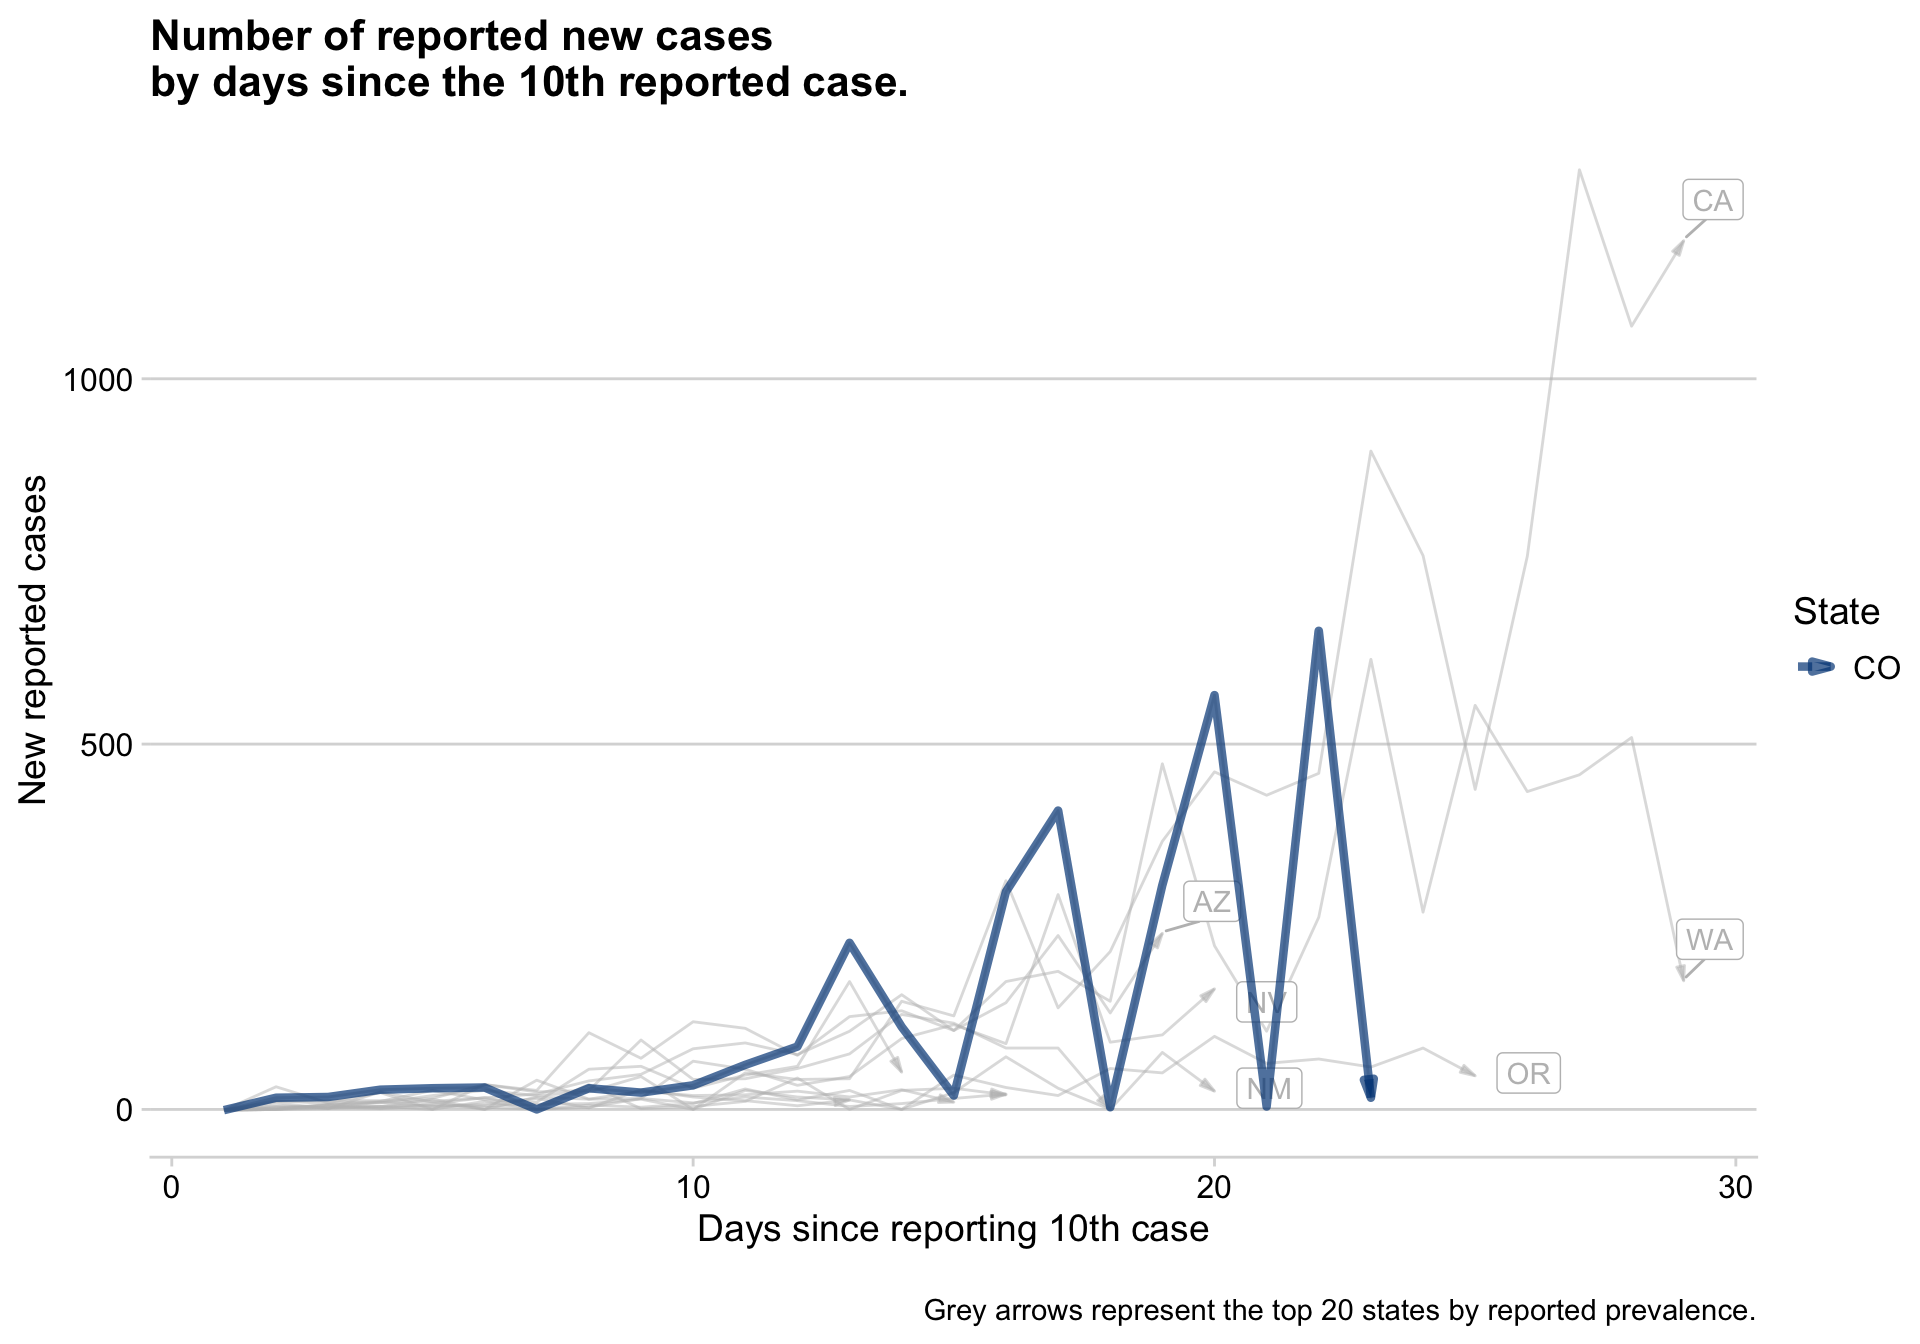 Number of reported new cases
by days since the 10th reported case.
CA
1000
New reported cases
State
CO
500
AZ
WA
NV
OR
NM
0
0
10
20
30
Days since reporting 10th case
Grey arrows represent the top 20 states by reported prevalence.